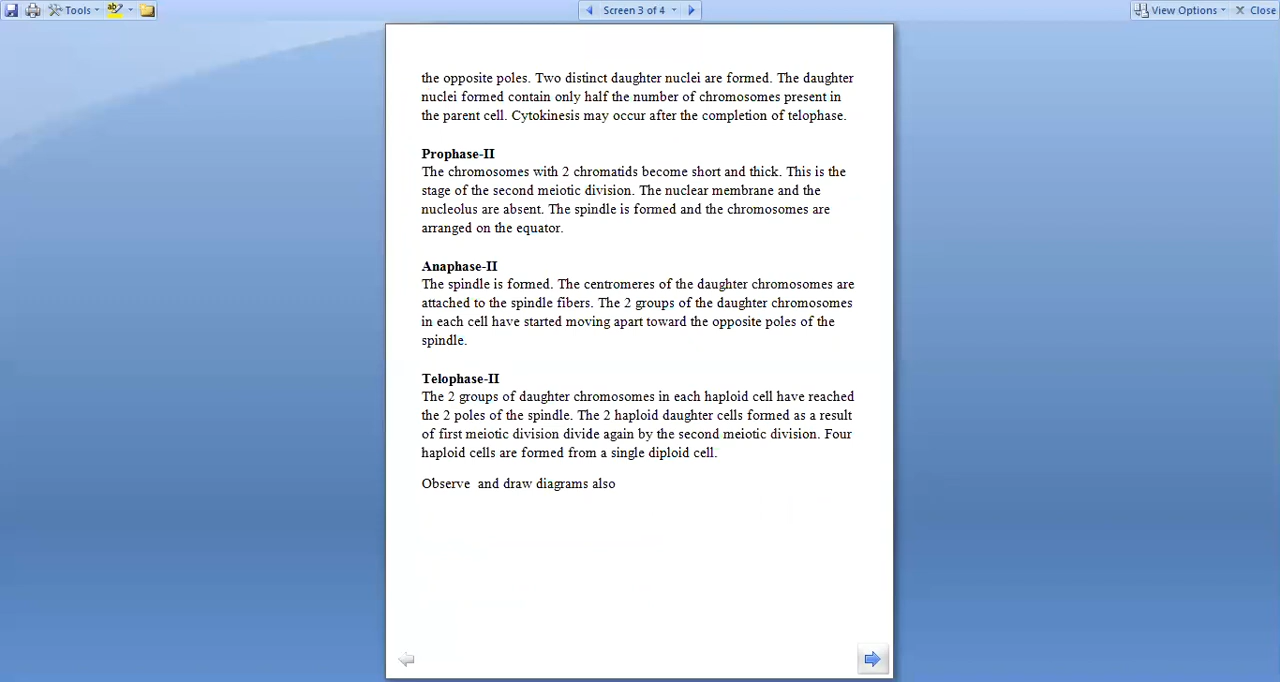 Tools
Screen 3 of 4
View Options
Close
the opposite poles. Two distinct daughter nuclei are formed. The daughter
nuclei formed contain only half the number of chromosomes present in
the parent cell. Cytokinesis may occur after the completion of telophase.
Prophase-II
The chromosomes with 2 chromatids become short and thick. This is the
stage of the second meiotic division. The nuclear membrane and the
nucleolus are absent. The spindle is formed and the chromosomes are
arranged on the equator.
Anaphase-II
The spindle is formed. The centromeres of the daughter chromosomes are
attached to the spindle fibers. The 2 groups of the daughter chromosomes
in each cell have started moving apart toward the opposite poles of the
spindle.
Telophase-II
The 2 groups of daughter chromosomes in each haploid cell have reached
the 2 poles of the spindle. The 2 haploid daughter cells formed as a result
of first meiotic division divide again by the second meiotic division. Four
haploid cells are formed from a single diploid cell.
Observe  and draw diagrams also